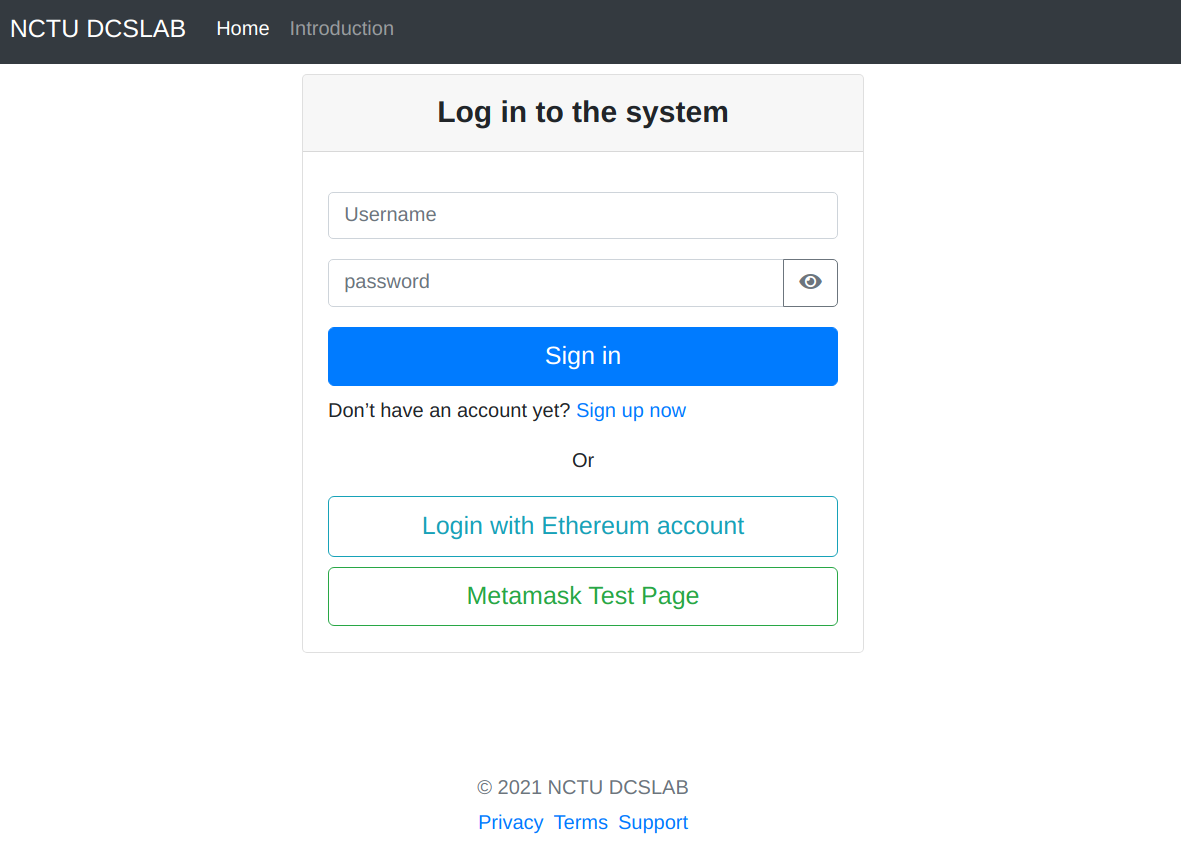 NCTU DCSLAB Home Introduction
Log in to the system
Username
password
Sign in
Don’t have an account yet? Sign up now
Or
Login with Ethereum account
Metamask Test Page
© 2021 NCTU DCSLAB
Privacy Terms Support